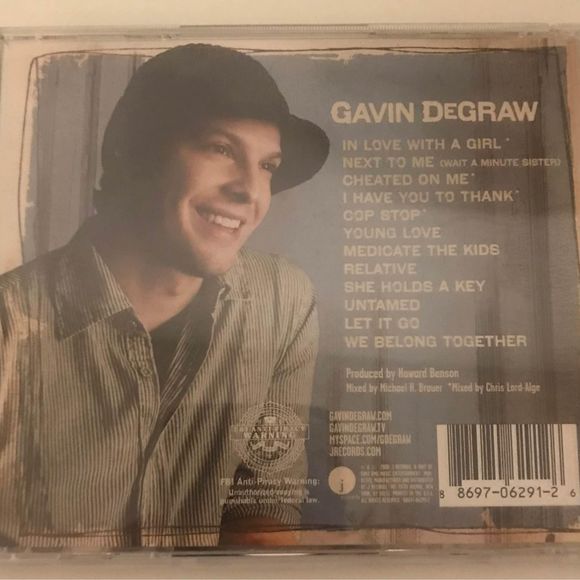 GAVIN DEGRAW
IN LOVE WITH A GIRL*
NEXT TO ME (WAIT A MINUTE SISTER)
CHEATED ON ME*
I HAVE YOU TO THANK*
COP STOP*
YOUNG LOVE
MEDICATE THE KIDS
RELATIVE
SHE HOLDS A KEY
UNTAMED
LET IT GO
WE BELONG TOGETHER
Produced by Howard Benson
Mixed by Michael H. Brauer *Mixed by Chris Lord-Alge
GAVINDEGRAW.COM
GAVINDEGRAW.TV
MYSPACE.COM/GDEGRAW
JRECORDS.COM
WARNING
FBI Anti-Piracy Warning:
Unauthorized copying is
punishable under federal law.
j
8 8697-06291-2 6